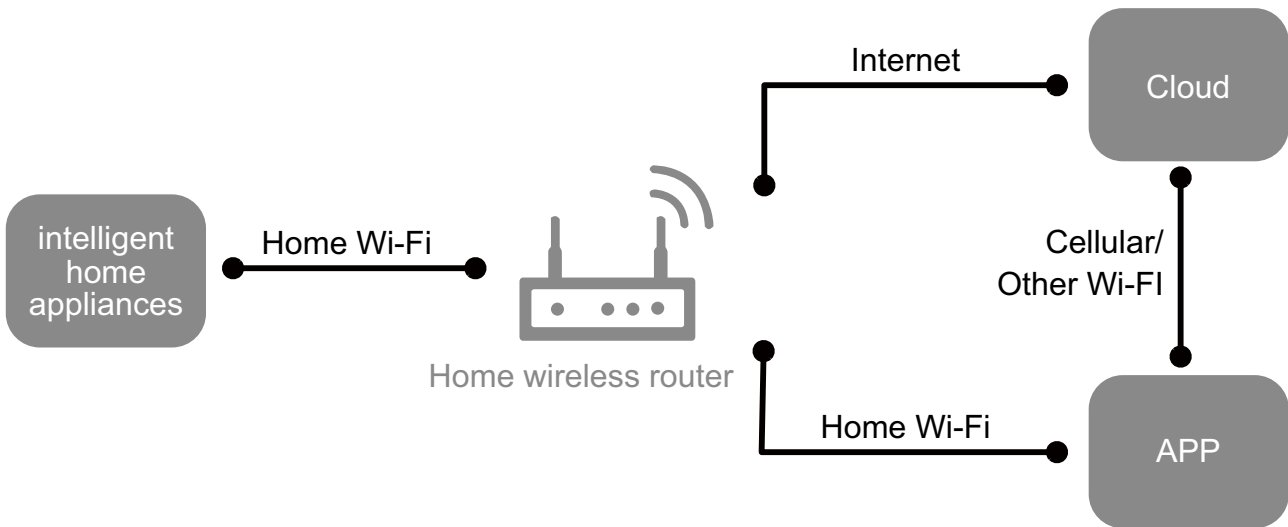 Internet
Cloud
intelligent
home
appliances
Home Wi-Fi
Home wireless router
Cellular/
Other Wi-FI
Home Wi-Fi
APP